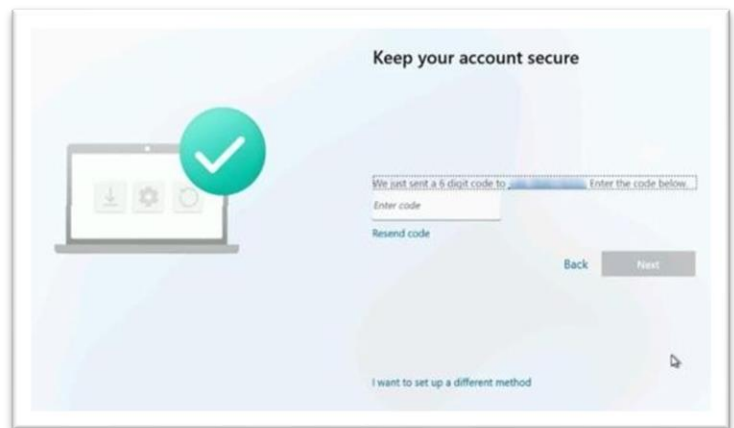 Keep your account secure
We just sent a 6 digit code to Enter the code below.
Enter code
Resend code
Back Next
I want to set up a different method